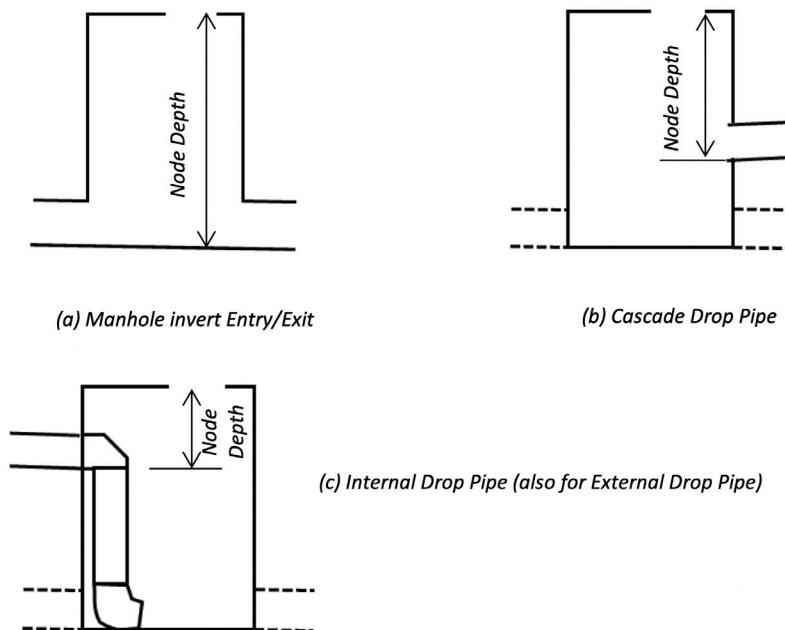 Node Depth
Node Depth
(a) Manhole invert Entry/Exit
(b) Cascade Drop Pipe
Node
Depth
(c) Internal Drop Pipe (also for External Drop Pipe)